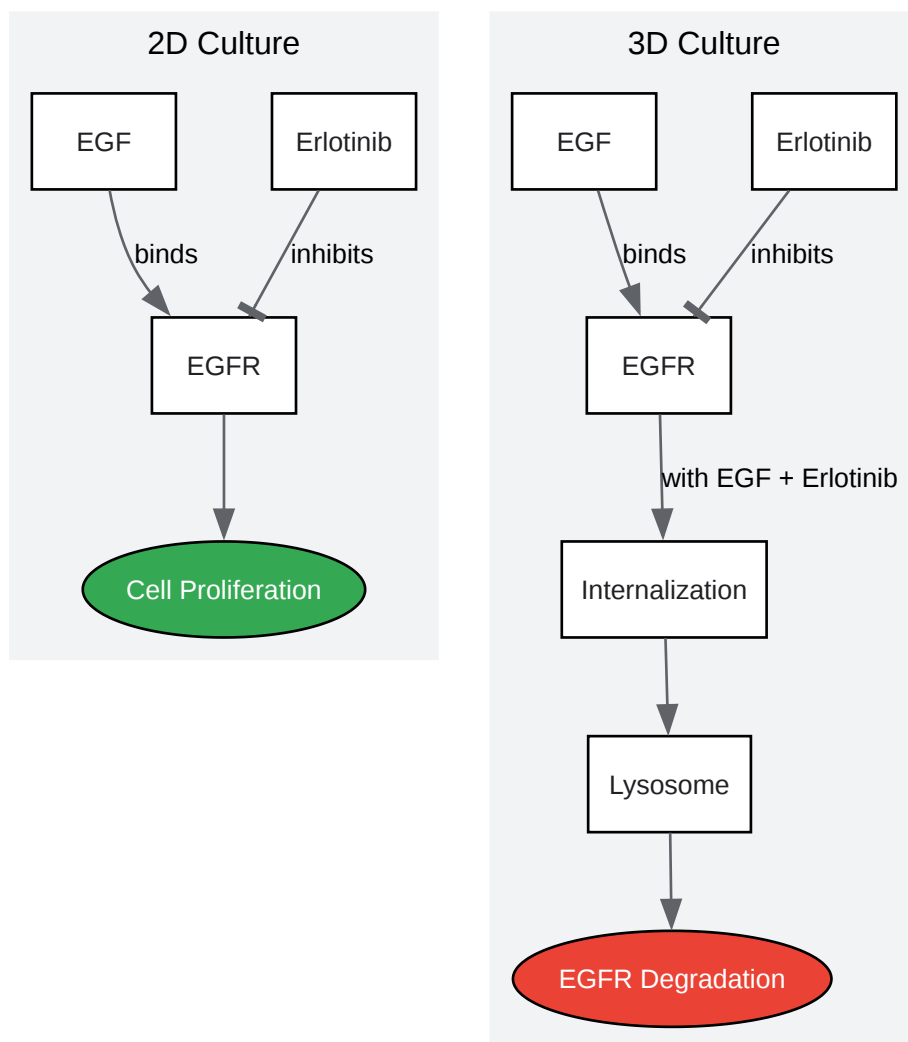 2D Culture
EGF
Erlotinib
binds
inhibits
EGFR
Cell Proliferation
3D Culture
EGF
Erlotinib
binds
inhibits
EGFR
with EGF + Erlotinib
Internalization
Lysosome
EGFR Degradation